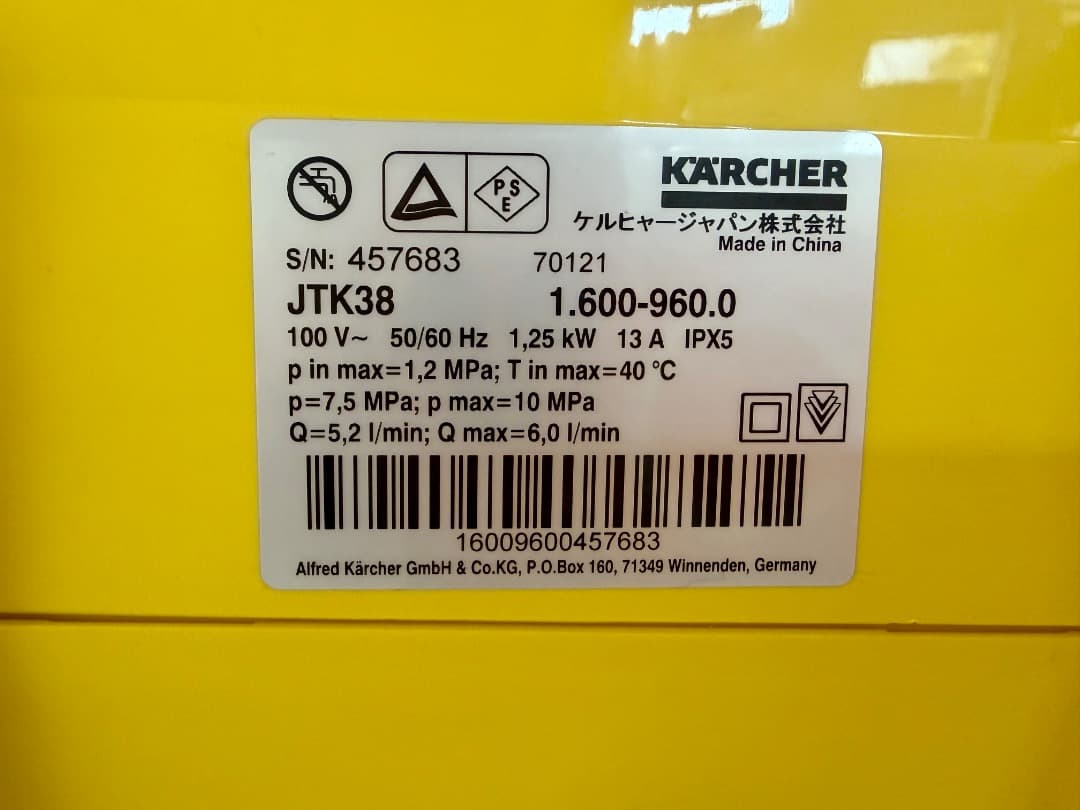 P S E
KÄRCHER
ケルヒャージャパン株式会社
Made in China
S/N: 457683 70121
JTK38 1.600-960.0
100 V~ 50/60 Hz 1,25 kW 13 A IPX5
p in max=1,2 MPa; T in max=40 °C
p=7,5 MPa; p max=10 MPa
Q=5,2 l/min; Q max=6,0 l/min
16009600457683
Alfred Kärcher GmbH & Co.KG, P.O.Box 160, 71349 Winnenden, Germany